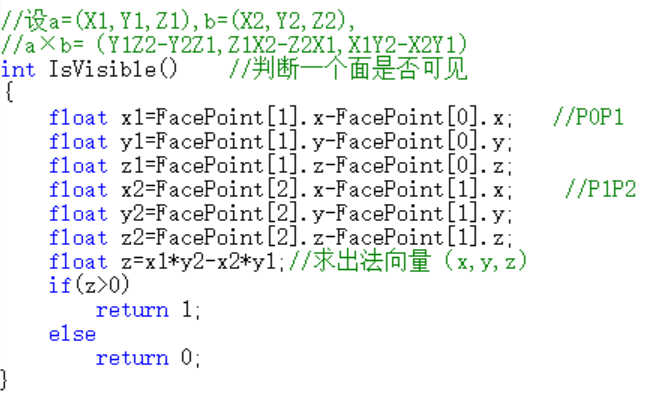 //设a=(X1,Y1,Z1),b=(X2,Y2,Z2),
//a×b=（Y1Z2-Y2Z1,Z1X2-Z2X1,X1Y2-X2Y1）
int IsVisible()    //判断一个面是否可见
{
    float x1=FacePoint[1].x-FacePoint[0].x;    //P0P1
    float y1=FacePoint[1].y-FacePoint[0].y;
    float z1=FacePoint[1].z-FacePoint[0].z;
    float x2=FacePoint[2].x-FacePoint[1].x;     //P1P2
    float y2=FacePoint[2].y-FacePoint[1].y;
    float z2=FacePoint[2].z-FacePoint[1].z;
    float z=x1*y2-x2*y1;//求出法向量（x,y,z）
    if(z>0)
        return 1;
    else
        return 0;
}